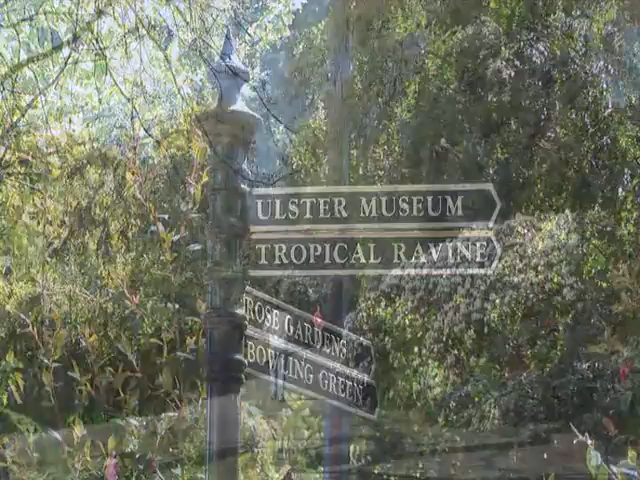 ULSTER MUSEUM
TROPICAL RAVINE
ROSE GARDENS
BOWLING GREEN